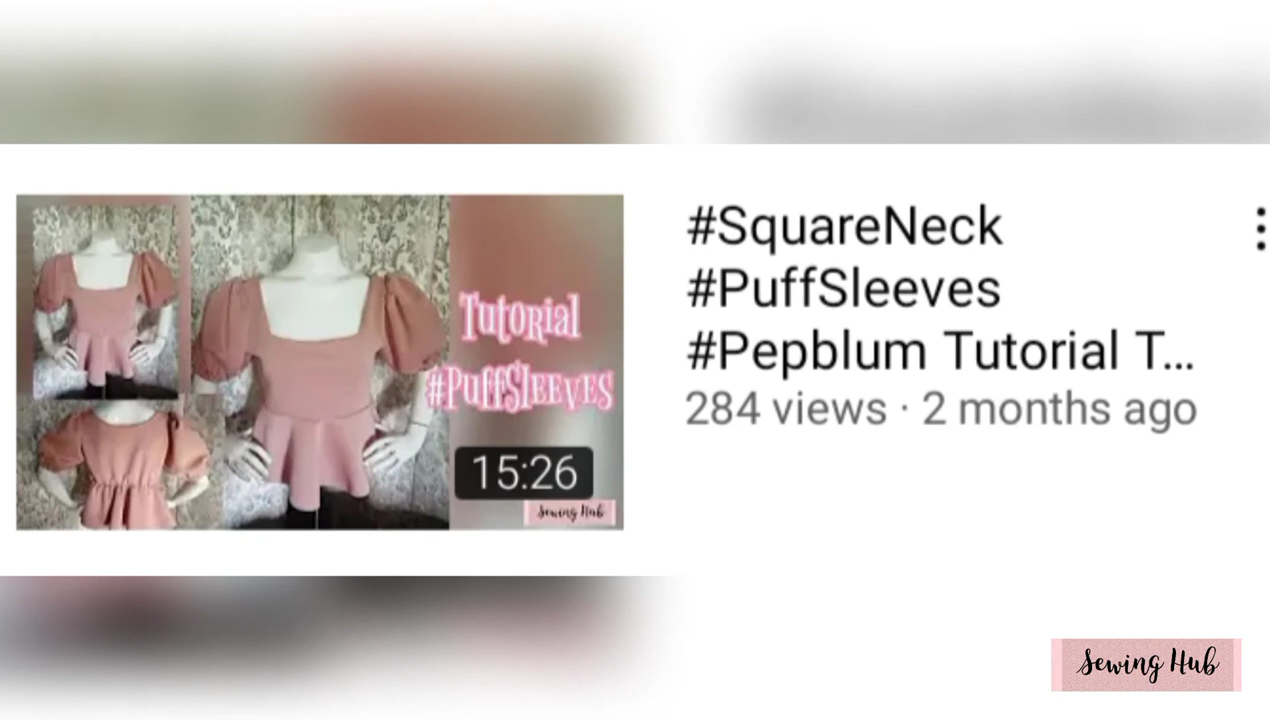 Tutorial
#PuffSleeves
15:26
Sewing Hub
#SquareNeck
#PuffSleeves
#Pepblum Tutorial T...
284 views · 2 months ago
Sewing Hub